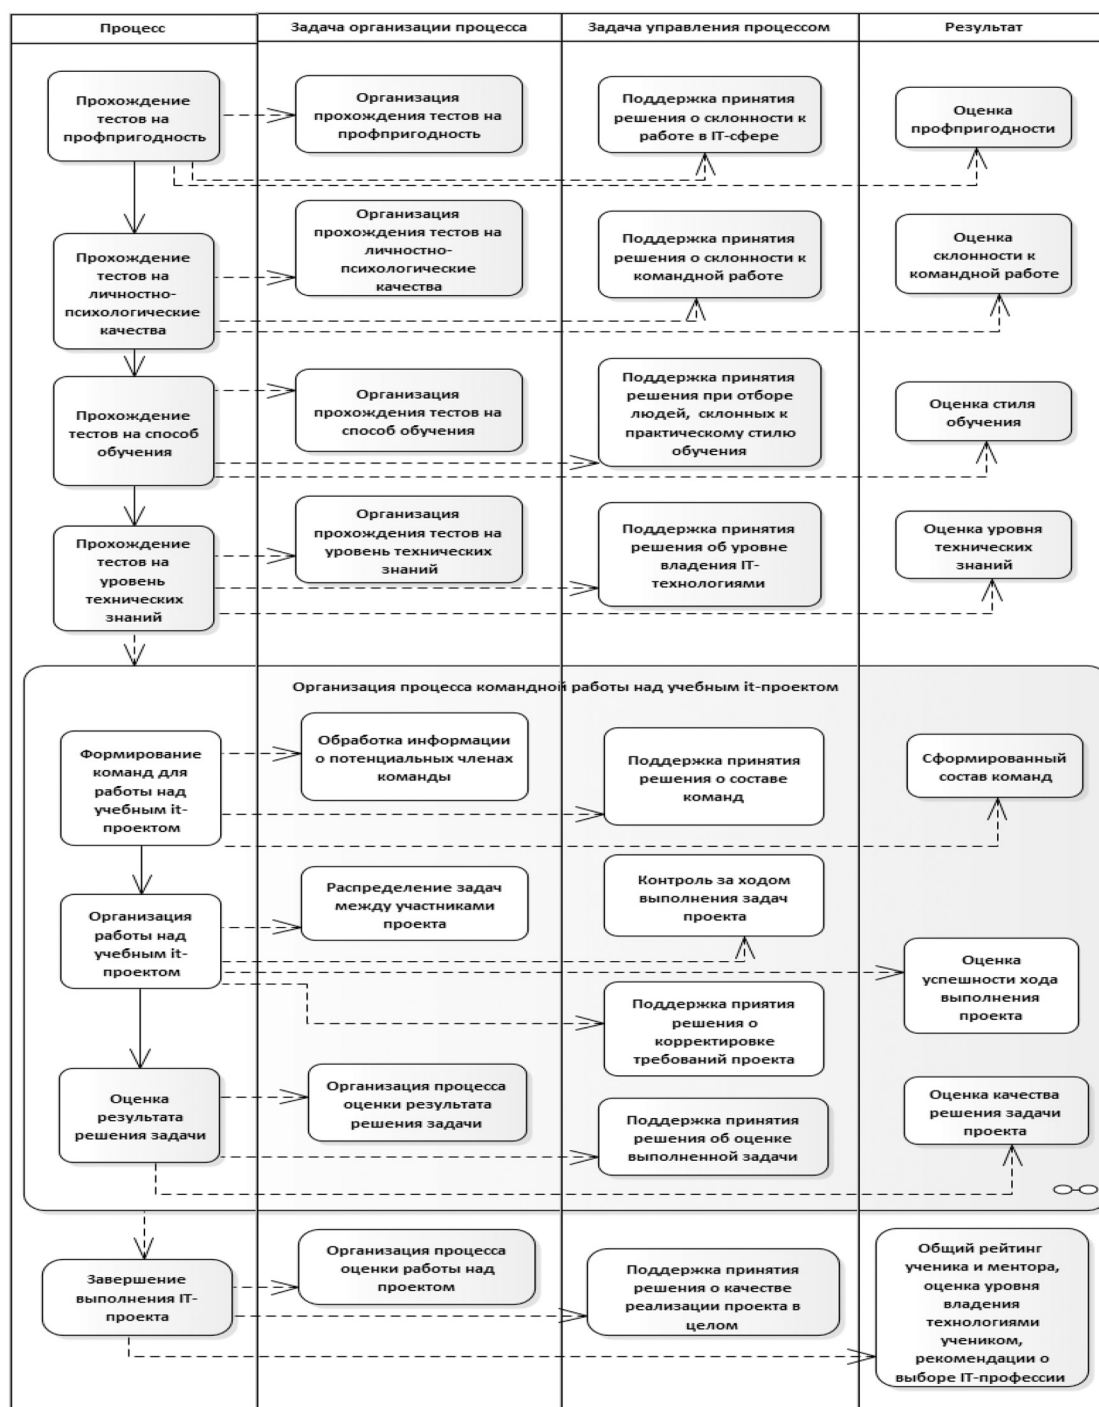 Процесс
Задача организации процесса
Задача управления процессом
Результат
Прохождение
тестов на
профпригодность
Организация
прохождения тестов на
профпригодность
Поддержка принятия
решения о склонности к
работе в IT-сфере
Оценка
профпригодности
Прохождение
тестов на
личностно-
психологические
качества
Организация
прохождения тестов на
личностно-
психологические
качества
Поддержка принятия
решения о склонности к
командной работе
Оценка
склонности к
командной работе
Прохождение
тестов на способ
обучения
Организация
прохождения тестов на
способ обучения
Поддержка принятия
решения при отборе
людей, склонных к
практическому стилю
обучения
Оценка стиля
обучения
Прохождение
тестов на
уровень
технических
знаний
Организация
прохождения тестов на
уровень технических
знаний
Поддержка принятия
решения об уровне
владения IT-
технологиями
Оценка уровня
технических
знаний
Организация процесса командной работы над учебным it-проектом
Формирование
команд для
работы над
учебным it-
проектом
Обработка информации
о потенциальных членах
команды
Поддержка принятия
решения о составе
команд
Сформированный
состав команд
Организация
работы над
учебным it-
проектом
Распределение задач
между участниками
проекта
Контроль за ходом
выполнения задач
проекта
Поддержка приятия
решения о
корректировке
требований проекта
Оценка
успешности хода
выполнения
проекта
Оценка
результата
решения задачи
Организация процесса
оценки результата
решения задачи
Поддержка принятия
решения об оценке
выполненной задачи
Оценка качества
решения задачи
проекта
Завершение
выполнения IT-
проекта
Организация процесса
оценки работы над
проектом
Поддержка принятия
решения о качестве
реализации проекта в
целом
Общий рейтинг
ученика и ментора,
оценка уровня
владения
технологиями
учеником,
рекомендации о
выборе IT-профессии